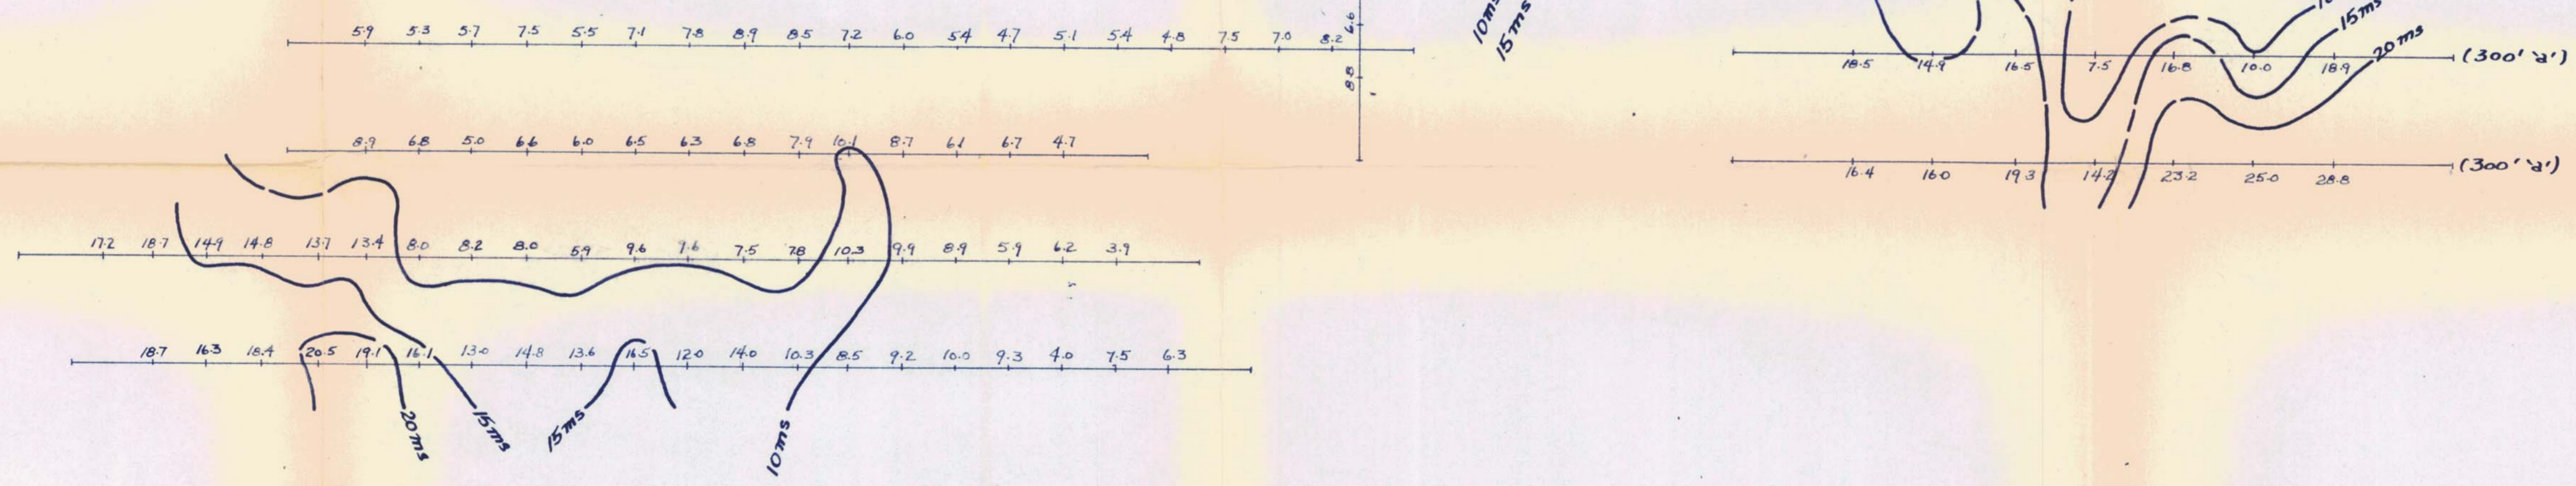 5.9 5.3 5.7 7.5 5.5 7.1 7.8 8.9 8.5 7.2 6.0 5.4 4.7 5.1 5.4 4.8 7.5 7.0 8.2
6.6
8.8
10ms
15ms
15ms
20ms
18.5 14.9 16.5 7.5 16.8 10.0 18.9 (300' 'a')
8.9 6.8 5.0 6.6 6.0 6.5 6.3 6.8 7.9 10.1 8.7 6.1 6.7 4.7
16.4 16.0 19.3 14.2 23.2 25.0 28.8 (300' 'a')
17.2 18.7 14.9 14.8 13.7 13.4 8.0 8.2 8.0 5.9 9.6 9.6 7.5 7.8 10.3 9.9 8.9 5.9 6.2 3.9
18.7 16.3 18.4 20.5 19.1 16.1 13.0 14.8 13.6 16.5 12.0 14.0 10.3 8.5 9.2 10.0 9.3 4.0 7.5 6.3
20ms
15ms
15ms
10ms